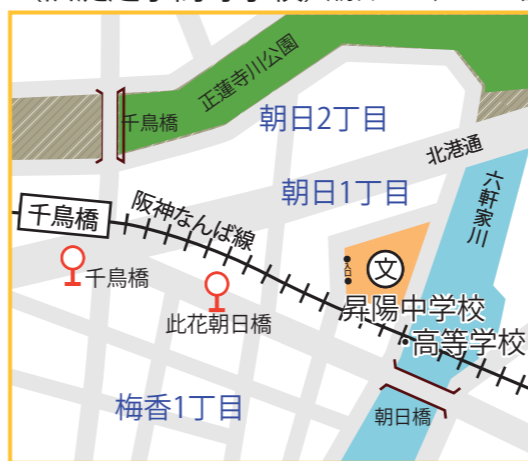 正蓮寺川公園
千鳥橋
朝日2丁目
北港通
朝日1丁目
六軒家川
阪神なんば線
千鳥橋
入口
文
千鳥橋
昇陽中学校
・高等学校
此花朝日橋
梅香1丁目
朝日橋